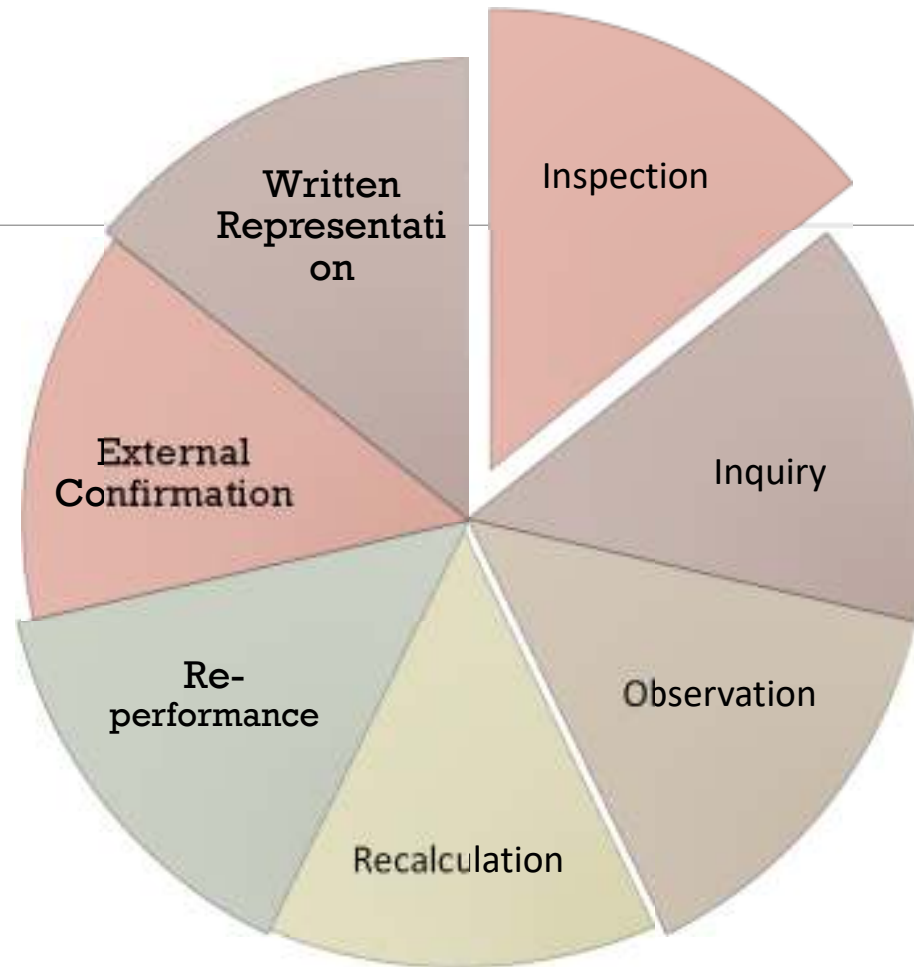 Inspection
Inquiry
Observation
Recalculation
Re-
performance
External
Confirmation
Written
Representati
on